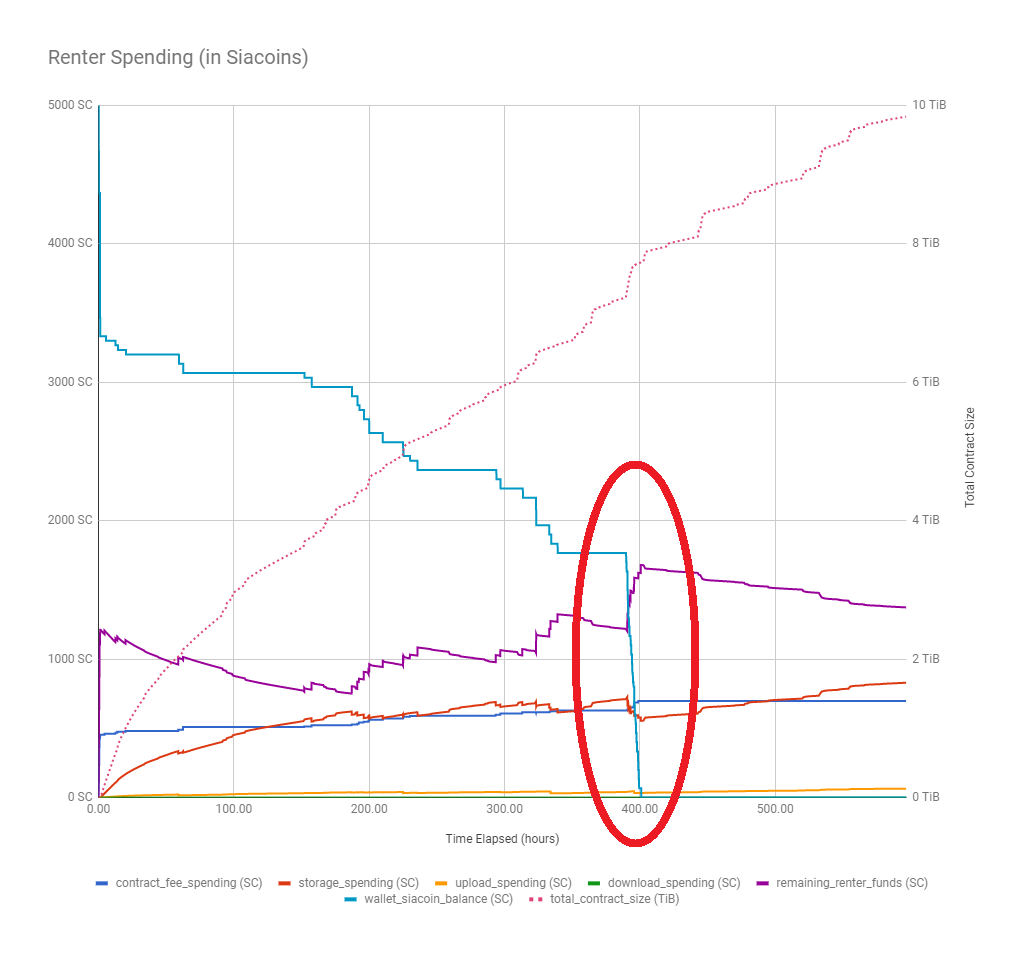 Renter Spending (in Siacoins)
5000 SC
10 TiB
4000 SC
8 TiB
3000 SC
6 TiB
Total Contract Size
2000 SC
4 TiB
1000 SC
2 TiB
0 SC
0 TiB
0.00 100.00 200.00 300.00 400.00 500.00
Time Elapsed (hours)
contract_fee_spending (SC) storage_spending (SC) upload_spending (SC) download_spending (SC) remaining_renter_funds (SC)
wallet_siacoin_balance (SC) total_contract_size (TiB)